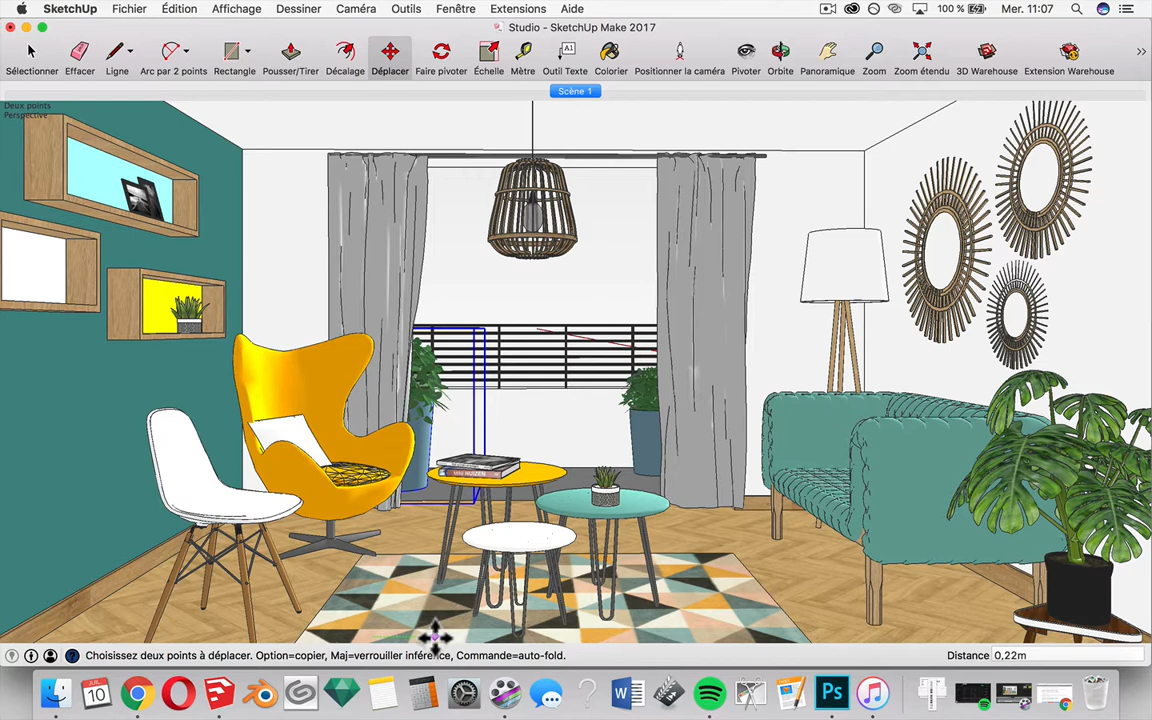 SketchUp Fichier Édition Affichage Dessiner Caméra Outils Fenêtre Extensions Aide 100 % Mer. 11:07
Studio - SketchUp Make 2017
A1
Sélectionner Effacer Ligne Arc par 2 points Rectangle Pousser/Tirer Décalage Déplacer Faire pivoter Échelle Mètre Outil Texte Colorier Positionner la caméra Pivoter Orbite Panoramique Zoom Zoom étendu 3D Warehouse Extension Warehouse
Scène 1
Deux points
Perspective
Choisissez deux points à déplacer. Option=copier, Maj=verrouiller inférence, Commande=auto-fold.
Distance 0,22m
JUIL
10
W
Ps